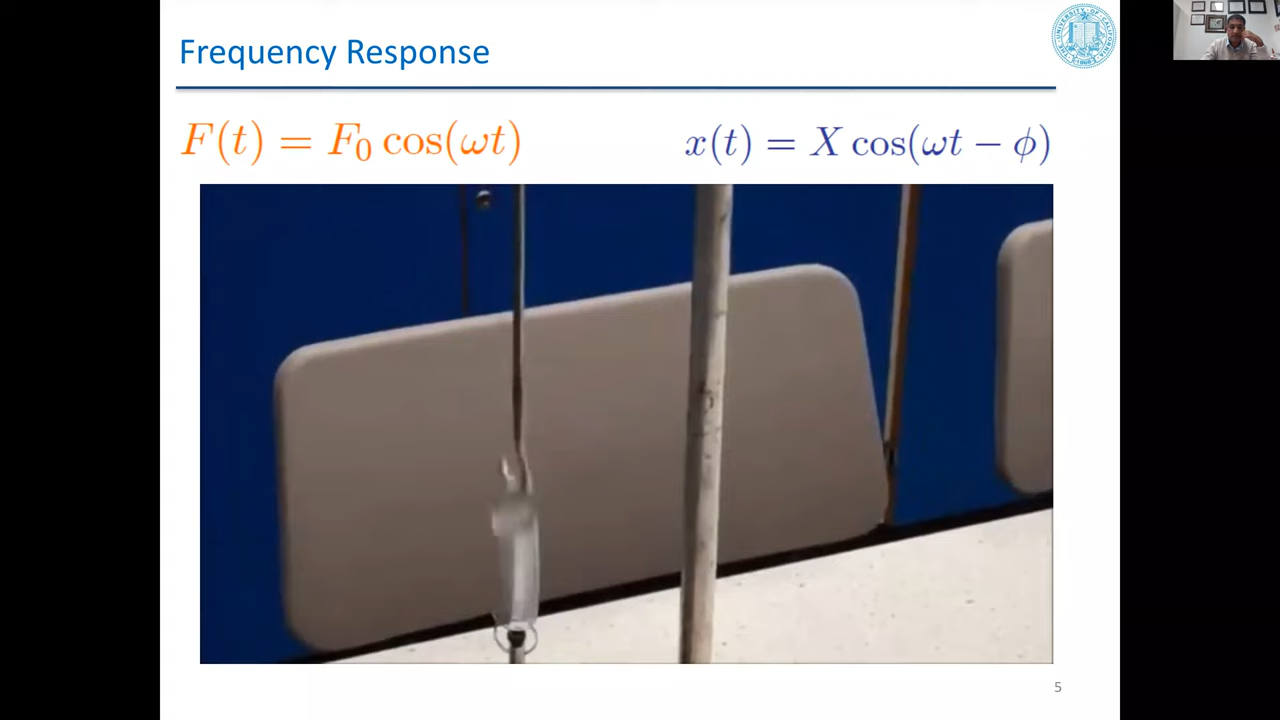 Frequency Response
F(t) = F₀ cos(ωt)
x(t) = X cos(ωt − ϕ)
5